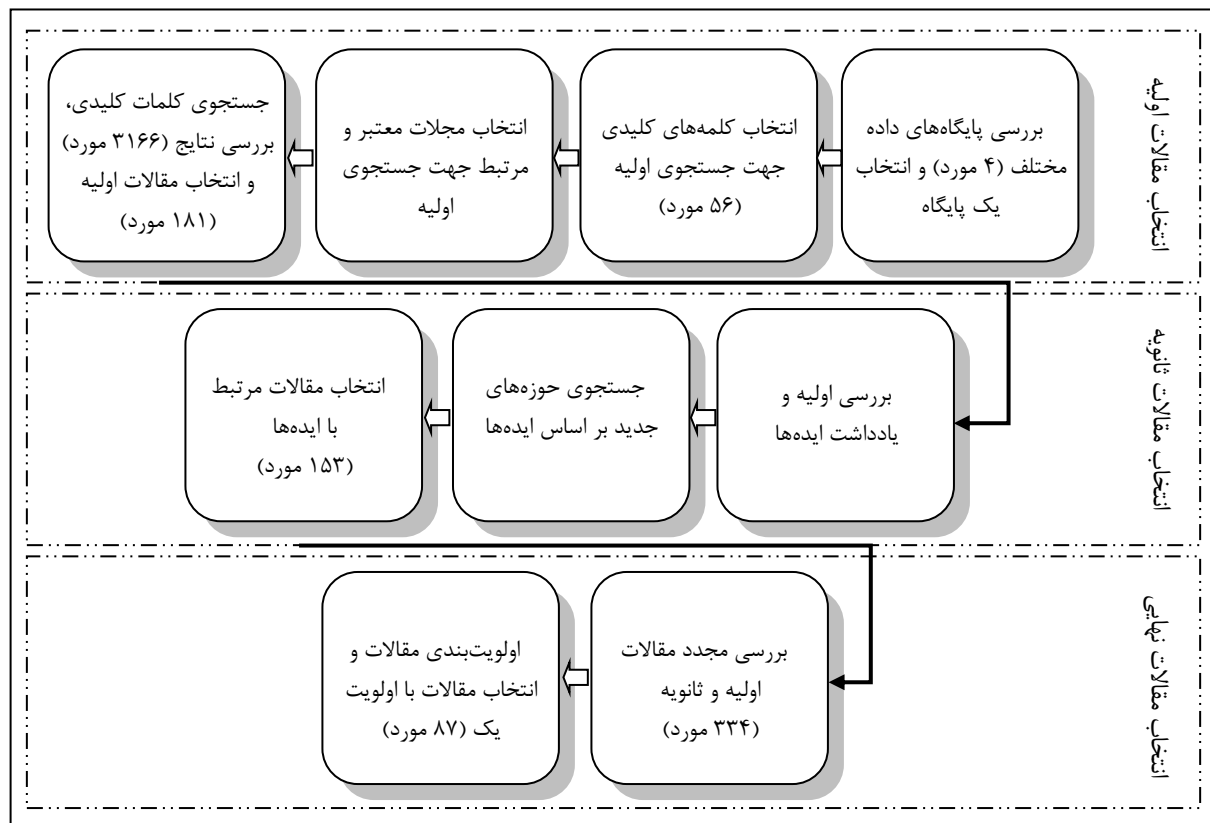 انتخاب مقالات اولیه
بررسی پایگاه‌های داده
مختلف (۴ مورد) و انتخاب
یک پایگاه
انتخاب کلمه‌های کلیدی
جهت جستجوی اولیه
(۵۶ مورد)
انتخاب مجلات معتبر و
مرتبط جهت جستجوی
اولیه
جستجوی کلمات کلیدی،
بررسی نتایج (۳۱۶۶ مورد)
و انتخاب مقالات اولیه
(۱۸۱ مورد)
انتخاب مقالات ثانویه
بررسی اولیه و
یادداشت ایده‌ها
جستجوی حوزه‌های
جدید بر اساس ایده‌ها
انتخاب مقالات مرتبط
با ایده‌ها
(۱۵۳ مورد)
انتخاب مقالات نهایی
بررسی مجدد مقالات
اولیه و ثانویه
(۳۳۴ مورد)
اولویت‌بندی مقالات و
انتخاب مقالات با اولویت
یک (۸۷ مورد)